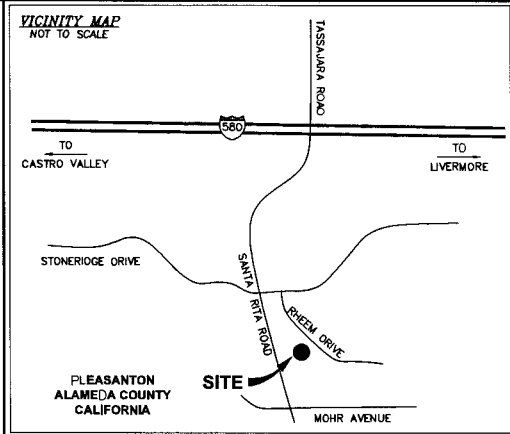 VICINITY MAP
NOT TO SCALE
TASSAJARA ROAD
580
TO
CASTRO VALLEY
TO
LIVERMORE
STONERIDGE DRIVE
SANTA RITA ROAD
RHEEM DRIVE
SITE
PLEASANTON
ALAMEDA COUNTY
CALIFORNIA
MOHR AVENUE